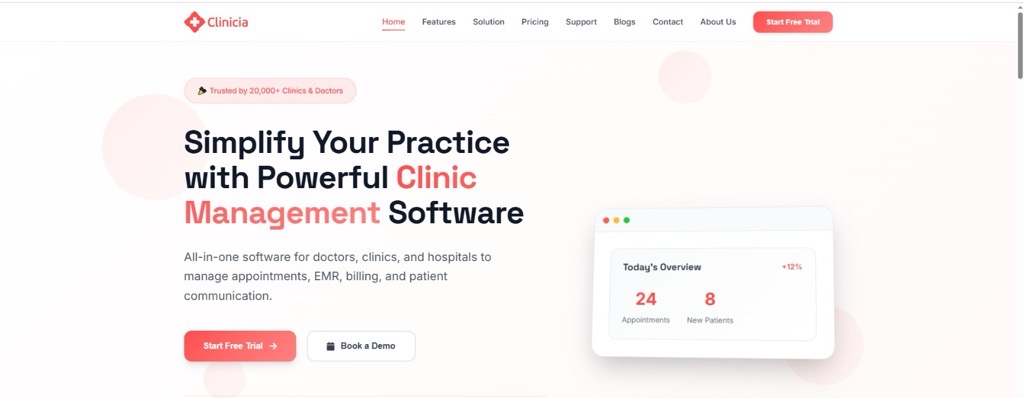 Clinicia
Home Features Solution Pricing Support Blogs Contact About Us Start Free Trial
Trusted by 20,000+ Clinics & Doctors
Simplify Your Practice
with Powerful Clinic
Management Software
All-in-one software for doctors, clinics, and hospitals to
manage appointments, EMR, billing, and patient
communication.
Start Free Trial → Book a Demo
Today's Overview +12%
24 8
Appointments New Patients